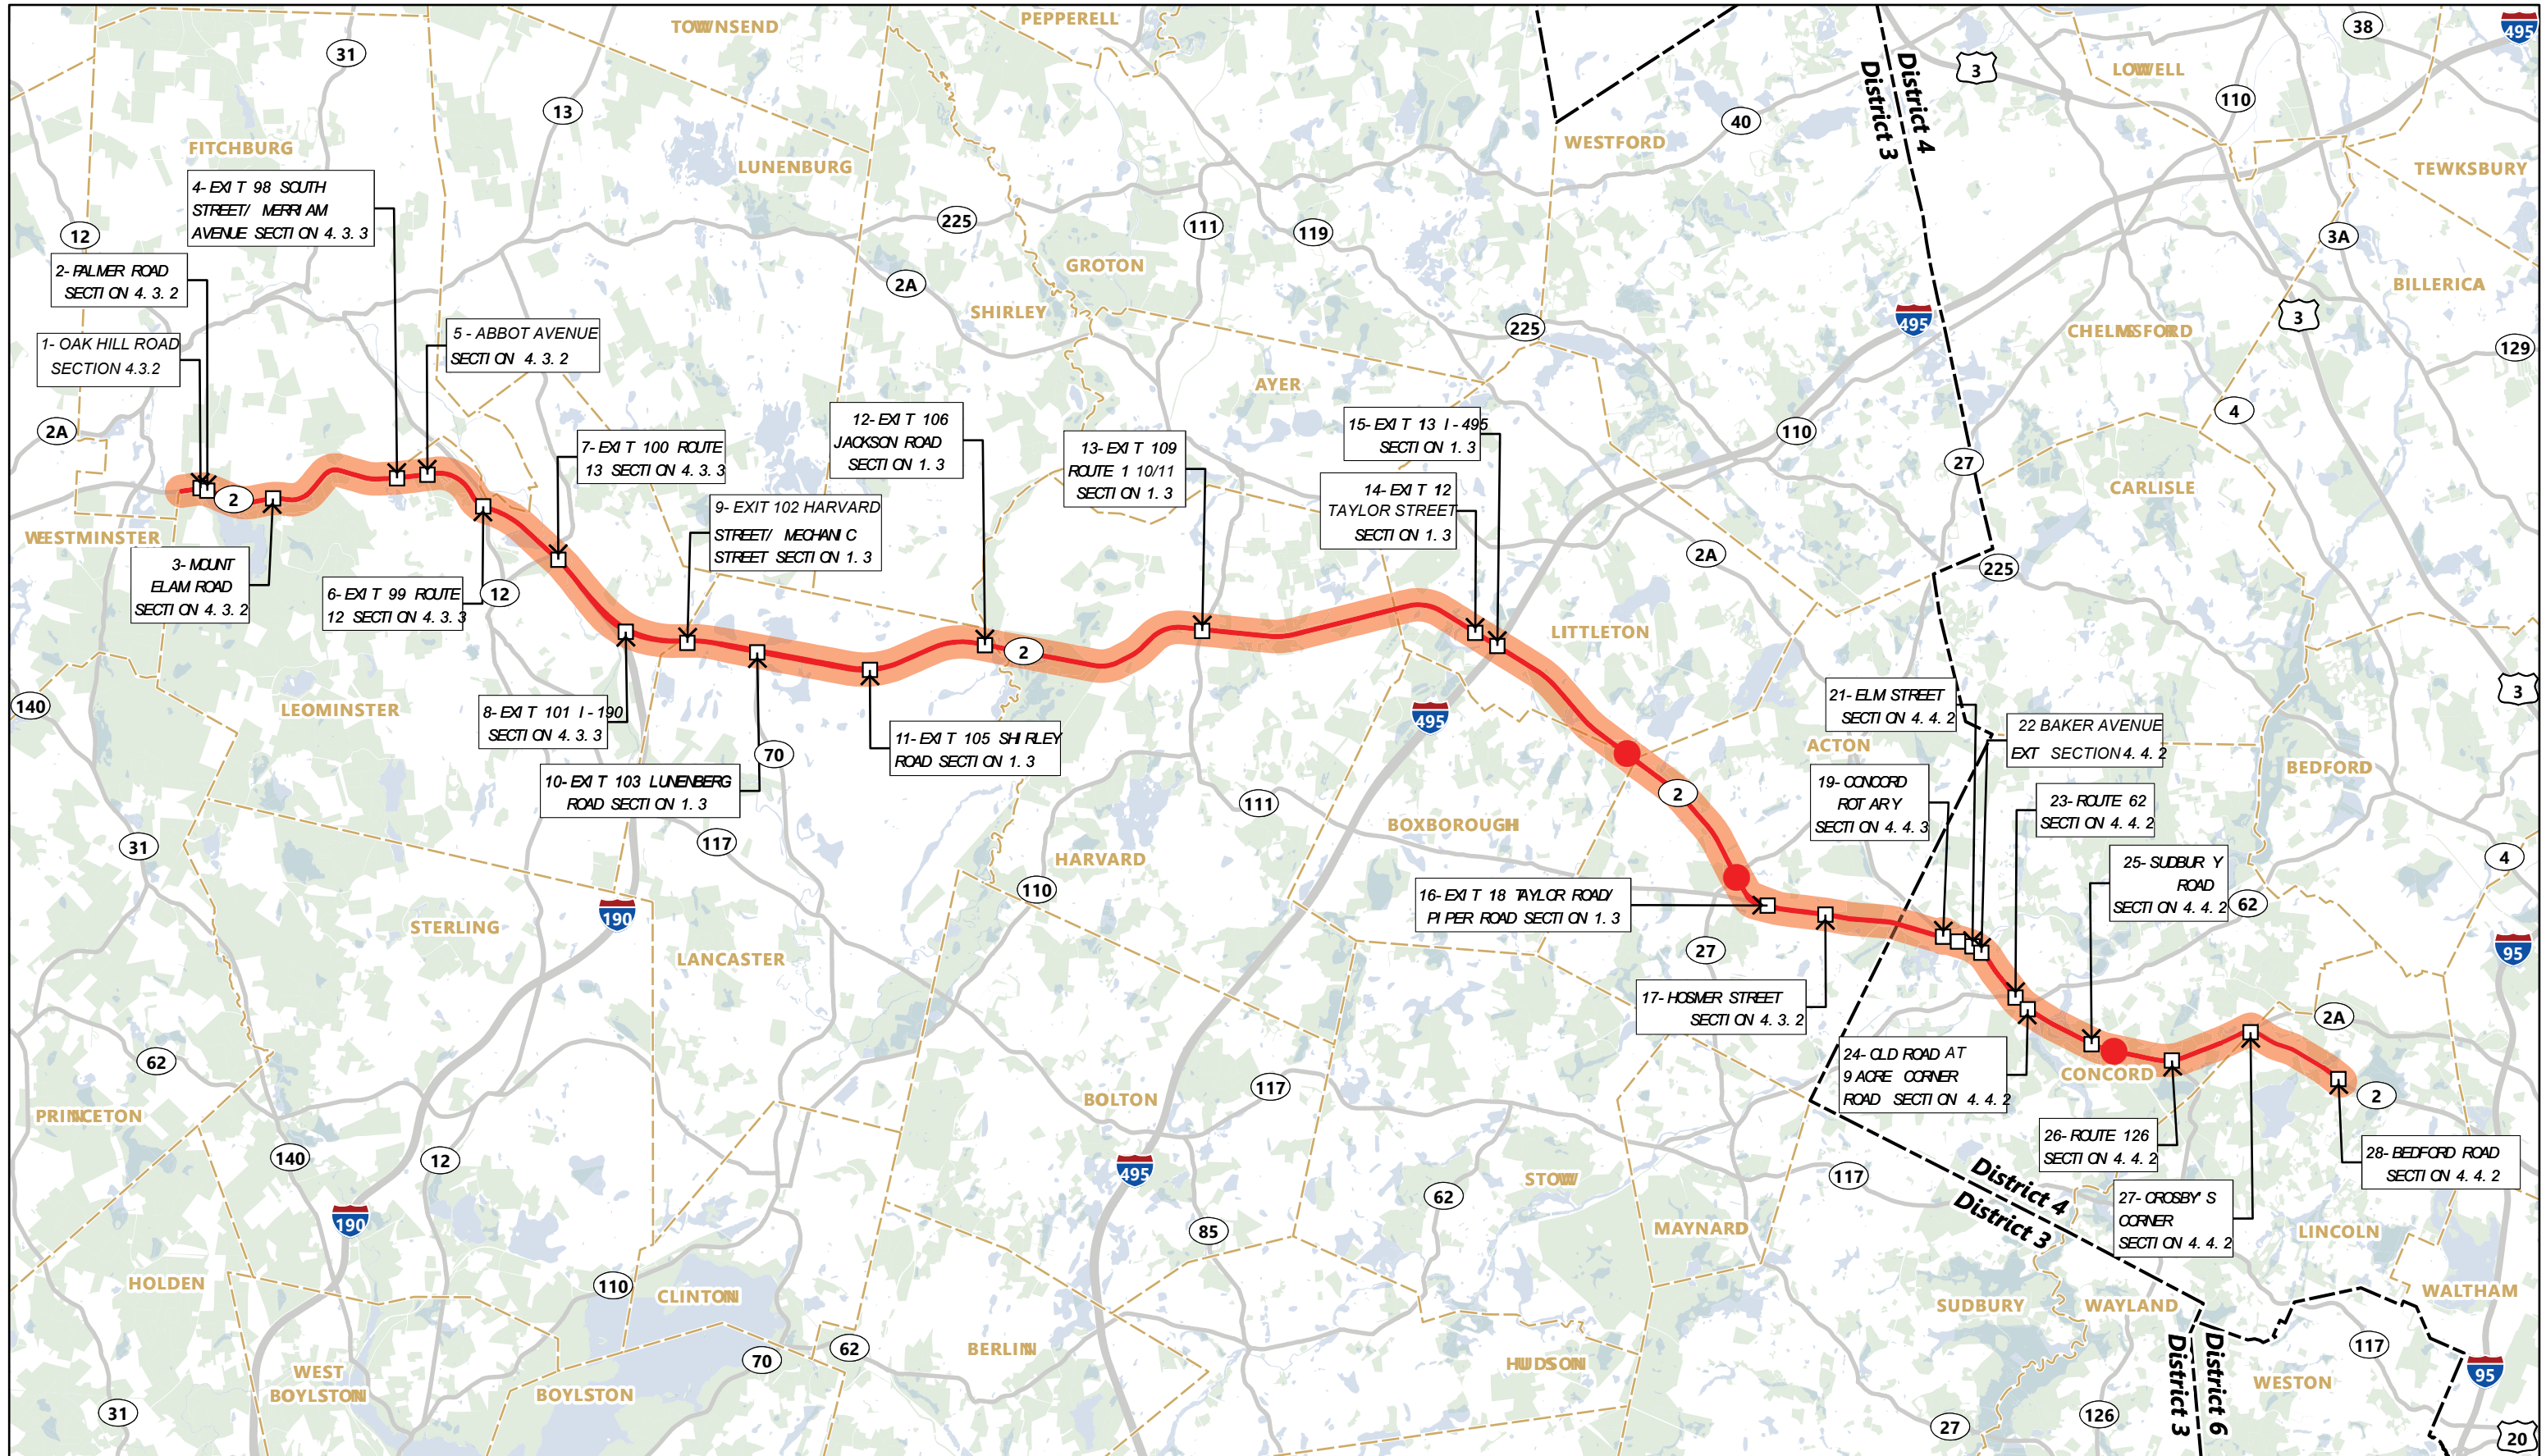 TOWNSEND
PEPPERELL
38
495
31
3
LOWELL
13
40
110
District 4
District 3
FITCHBURG
LUNENBURG
WESTFORD
TEWKSBURY
4- EXIT 98 SOUTH
STREET/ MERRIAM
AVENUE SECTION 4.3.3
12
225
111
119
3A
2- PALMER ROAD
SECTION 4.3.2
GROTON
2A
BILLERICA
SHIRLEY
225
495
3
CHELMSFORD
1- OAK HILL ROAD
SECTION 4.3.2
5 - ABBOT AVENUE
SECTION 4.3.2
129
AYER
4
2A
12- EXIT 106
JACKSON ROAD
SECTION 1.3
15- EXIT 13 I-495
SECTION 1.3
110
7- EXIT 100 ROUTE
13 SECTION 4.3.3
13- EXIT 109
ROUTE 1 10/11
SECTION 1.3
27
CARLISLE
2
14- EXIT 12
TAYLOR STREET
SECTION 1.3
9- EXIT 102 HARVARD
STREET/ MECHANIC
STREET SECTION 1.3
WESTMINSTER
2A
225
3- MOUNT
ELAM ROAD
SECTION 4.3.2
6- EXIT 99 ROUTE
12 SECTION 4.3.3
12
LITTLETON
2
140
LEOMINSTER
8- EXIT 101 I-190
SECTION 4.3.3
495
21- ELM STREET
SECTION 4.4.2
3
22 BAKER AVENUE
EXT SECTION 4.4.2
11- EXIT 105 SHIRLEY
ROAD SECTION 1.3
70
ACTON
BEDFORD
10- EXIT 103 LUNENBERG
ROAD SECTION 1.3
2
19- CONCORD
ROTARY
SECTION 4.4.3
23- ROUTE 62
SECTION 4.4.2
111
BOXBOROUGH
31
117
HARVARD
4
25- SUDBURY
ROAD
SECTION 4.4.2
110
16- EXIT 18 TAYLOR ROAD/
PIPER ROAD SECTION 1.3
62
190
STERLING
27
95
LANCASTER
17- HOSMER STREET
SECTION 4.3.2
2A
62
24- OLD ROAD AT
9 ACRE CORNER
ROAD SECTION 4.4.2
CONCORD
117
2
PRINCETON
BOLTON
26- ROUTE 126
SECTION 4.4.2
28- BEDFORD ROAD
SECTION 4.4.2
140
12
495
STOW
117
District 4
District 3
62
27- CROSBY'S
CORNER
SECTION 4.4.2
190
85
MAYNARD
LINCOLN
HOLDEN
110
CLINTON
SUDBURY
WAYLAND
WALTHAM
62
BERLIN
HUDSON
117
70
WEST
BOYLSTON
BOYLSTON
District 6
District 3
WESTON
95
31
27
126
20